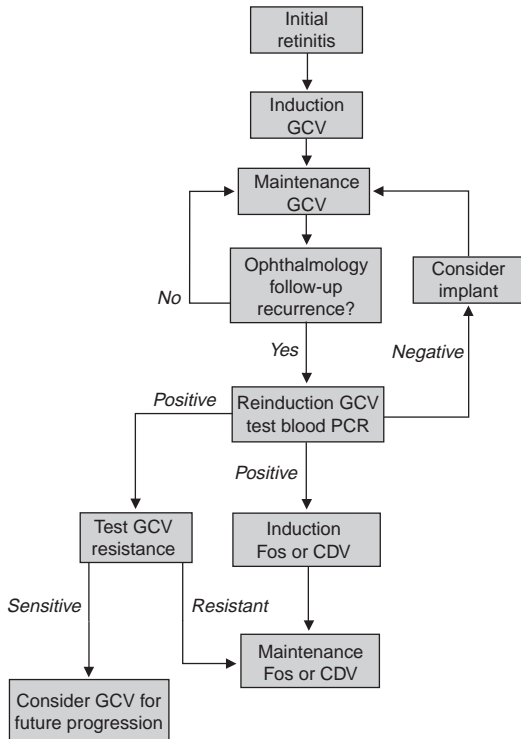 Initial
retinitis
Induction
GCV
Maintenance
GCV
Ophthalmology
follow-up
recurrence?
Consider
implant
No
Yes
Negative
Positive
Reinduction GCV
test blood PCR
Positive
Test GCV
resistance
Induction
Fos or CDV
Sensitive
Resistant
Maintenance
Fos or CDV
Consider GCV for
future progression